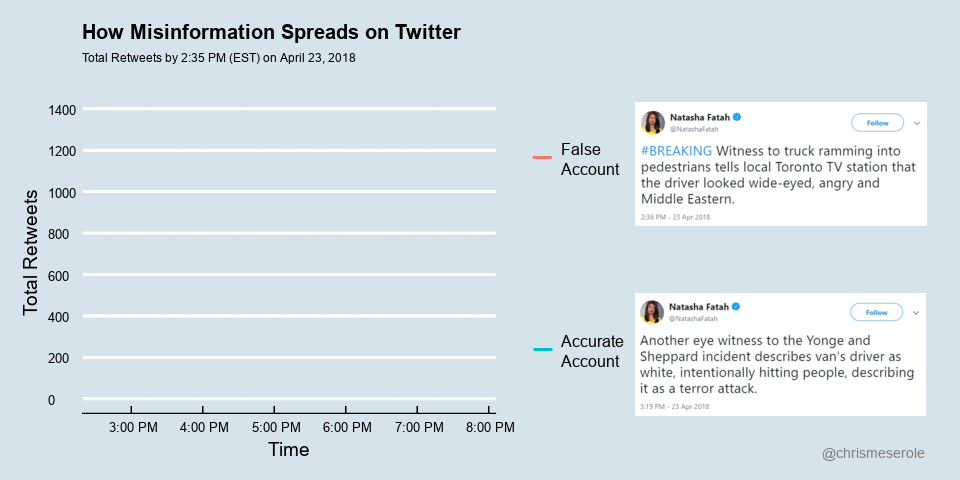 How Misinformation Spreads on Twitter
Total Retweets by 2:35 PM (EST) on April 23, 2018
Total Retweets
1400
1200
1000
800
600
400
200
0
3:00 PM 4:00 PM 5:00 PM 6:00 PM 7:00 PM 8:00 PM
Time
False
Account
Natasha Fatah
@NatashaFatah
Follow
#BREAKING Witness to truck ramming into
pedestrians tells local Toronto TV station that
the driver looked wide-eyed, angry and
Middle Eastern.
2:36 PM - 23 Apr 2018
Accurate
Account
Natasha Fatah
@NatashaFatah
Follow
Another eye witness to the Yonge and
Sheppard incident describes van's driver as
white, intentionally hitting people, describing
it as a terror attack.
3:19 PM - 23 Apr 2018
@chrismeserole